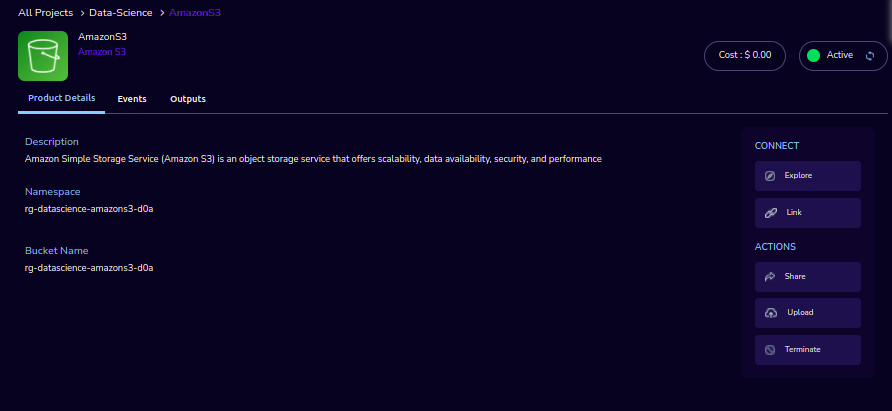 All Projects > Data-Science > AmazonS3
AmazonS3
Amazon S3
Cost : $ 0.00
Active
Product Details
Events
Outputs
Description
Amazon Simple Storage Service (Amazon S3) is an object storage service that offers scalability, data availability, security, and performance
Namespace
rg-datascience-amazons3-d0a
Bucket Name
rg-datascience-amazons3-d0a
CONNECT
Explore
Link
ACTIONS
Share
Upload
Terminate